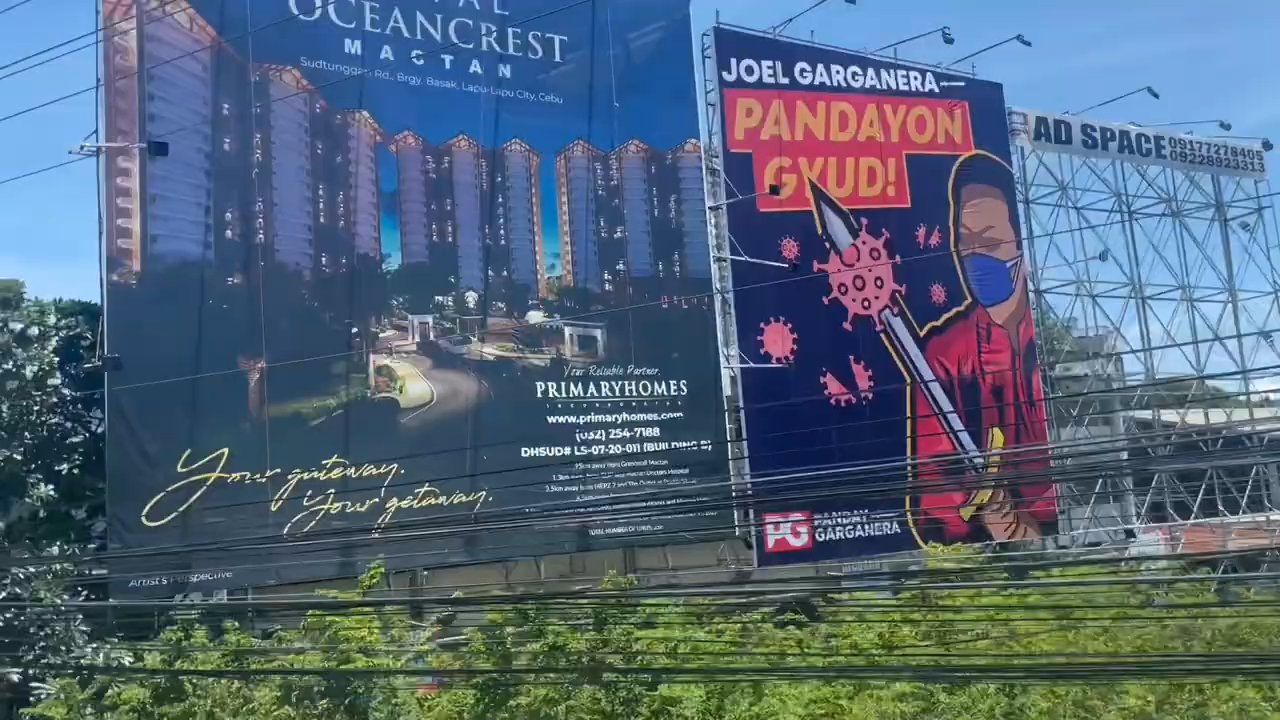 OCEANCREST
MACTAN
Sudtunggan Rd., Brgy. Basak, Lapu-Lapu City, Cebu
Your Reliable Partner,
PRIMARYHOMES
www.primaryhomes.com
(032) 254-7188
DHSUD# LS-07-20-011 (BUILDING B)
Your gateway.
Your getaway.
Artist's Perspective
JOEL GARGANERA
PANDAYON
GYUD!
PG
PANDAY
GARGANERA
AD SPACE
09177278405
09228923313